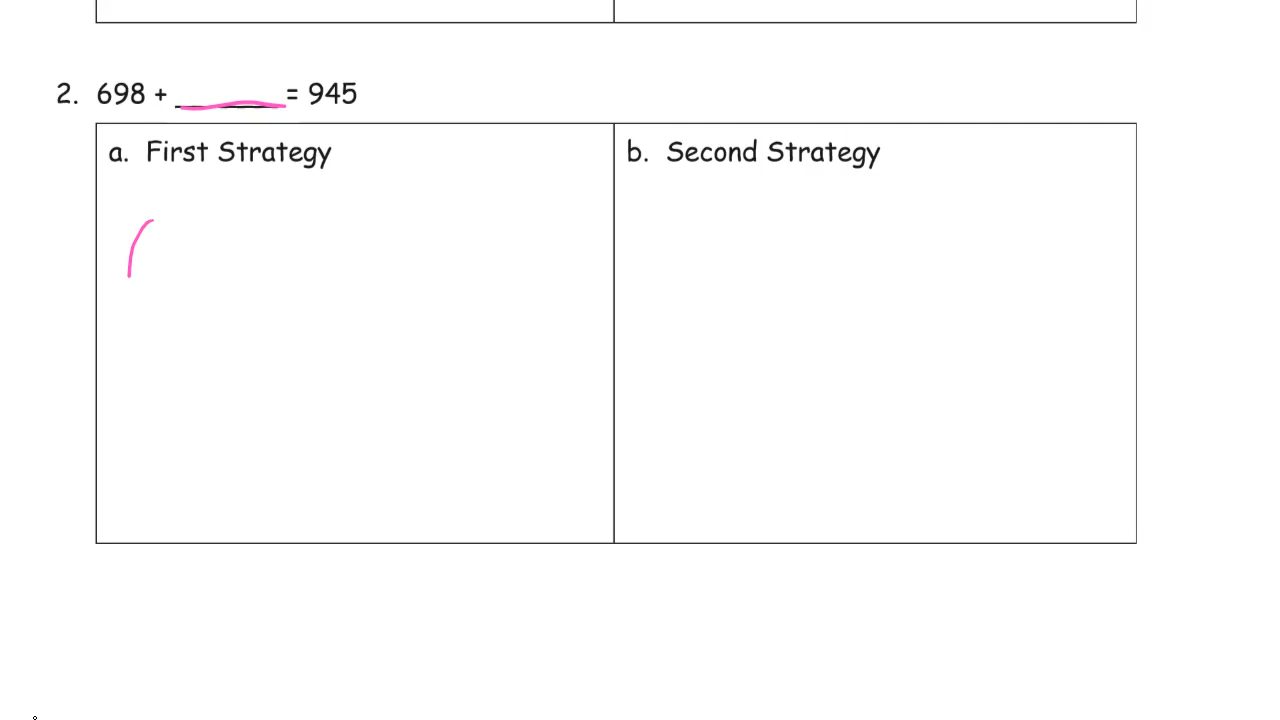 2. 698 + ______ = 945
a. First Strategy
b. Second Strategy